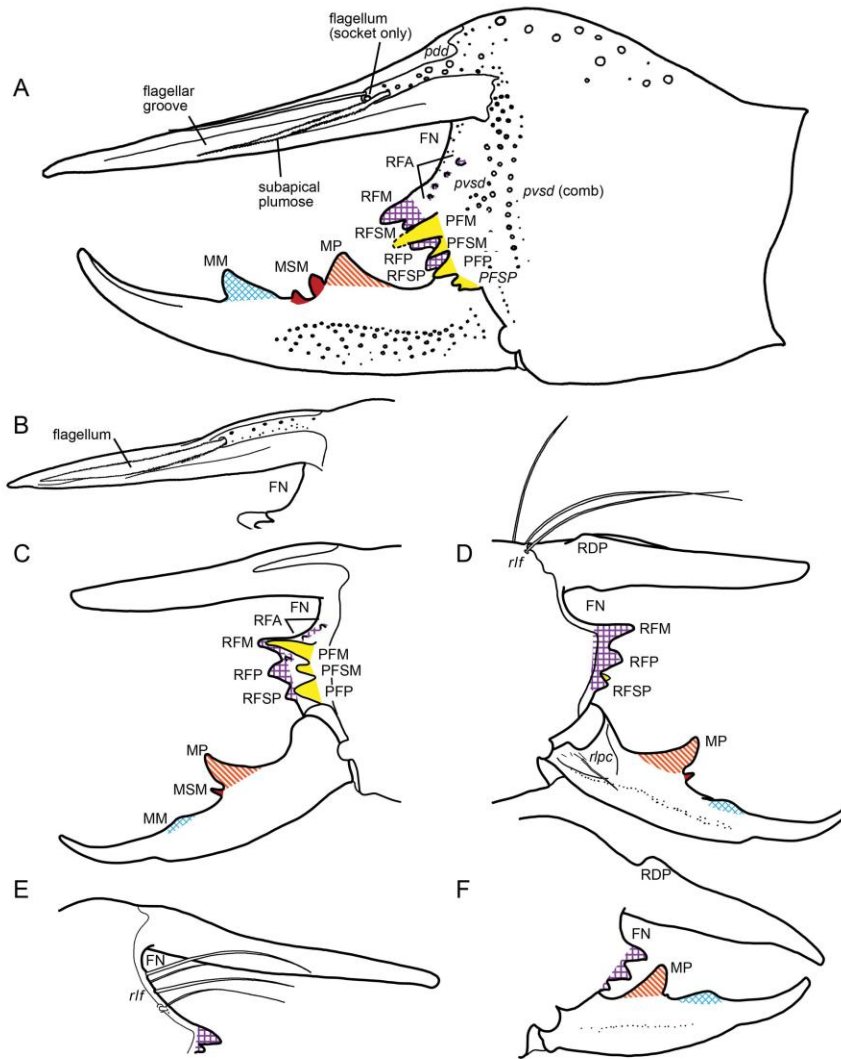 A
flagellum
(socket only)
pdd
flagellar
groove
subapical
plumose
FN
RFA
pvsd
pvsd (comb)
RFM
PFM
RFSM
PFSM
RFP
PFP
RFSP
PFSP
MM
MSM
MP
B
flagellum
FN
C
FN
RFA
RFM
PFM
PFSM
RFP
PFP
RFSP
MP
MSM
MM
D
rlf
RDP
FN
RFM
RFP
RFSP
MP
rlpc
E
FN
rlf
F
RDP
FN
MP